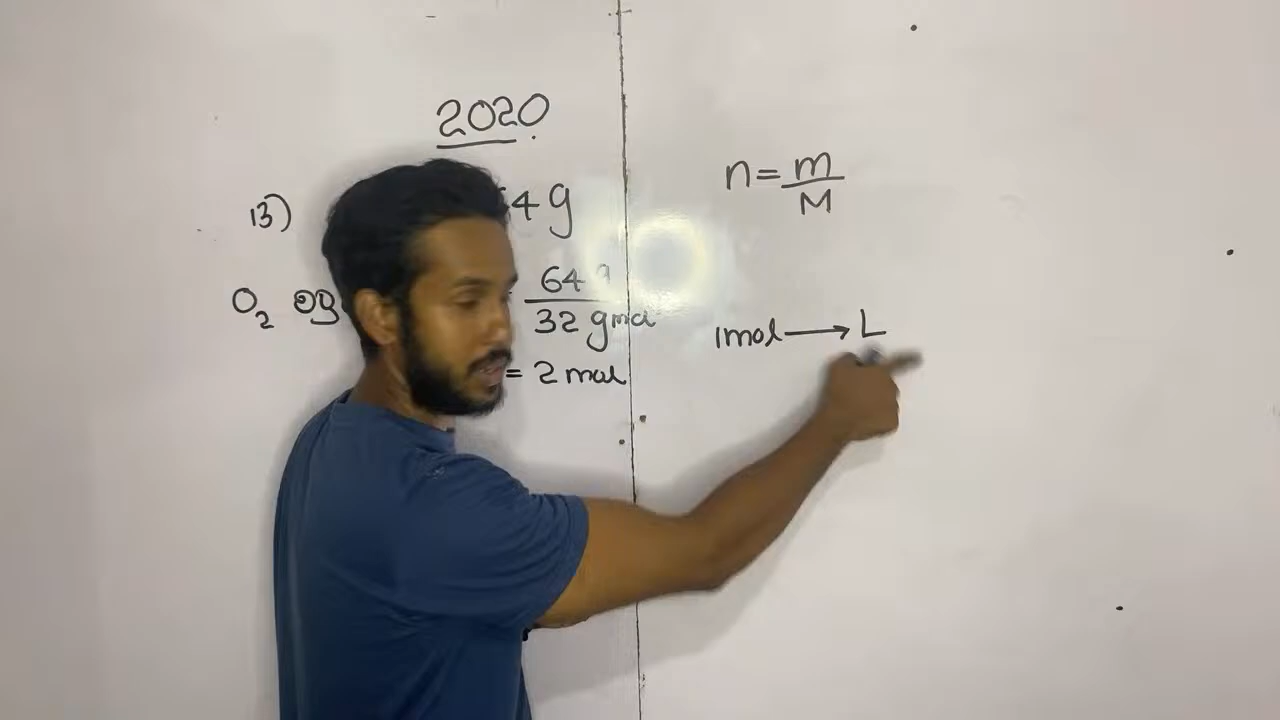 2020
13) 4 g
O₂ = 64 g / 32 gmol
= 2 mol
n = m / M
1mol → L